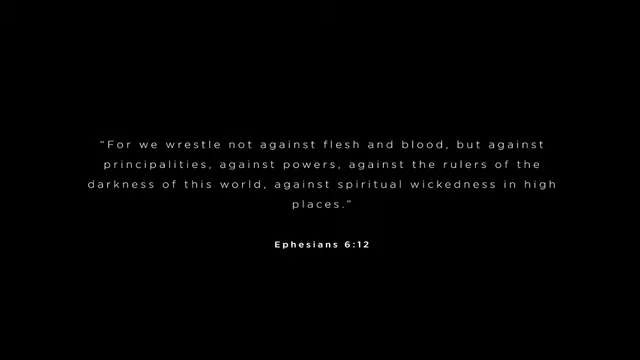 “For we wrestle not against flesh and blood, but against
principalities, against powers, against the rulers of the
darkness of this world, against spiritual wickedness in high
places.”
Ephesians 6:12